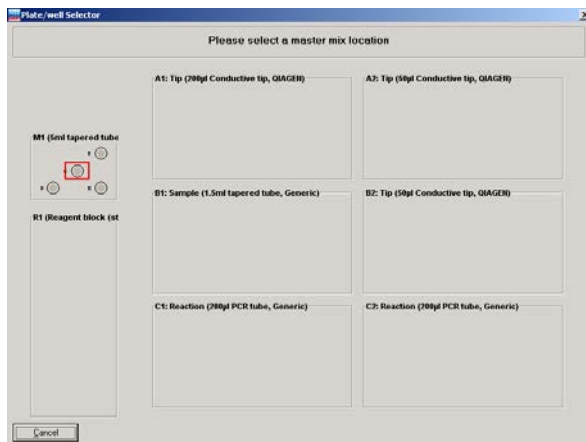 Plate/well Selector
Please select a master mix location
A1: Tip (200µl Conductive tip, QIAGEN)
A2: Tip (50µl Conductive tip, QIAGEN)
M1 (5ml tapered tube
B1: Sample (1.5ml tapered tube, Generic)
B2: Tip (50µl Conductive tip, QIAGEN)
R1 (Reagent block (st
C1: Reaction (200µl PCR tube, Generic)
C2: Reaction (200µl PCR tube, Generic)
Cancel